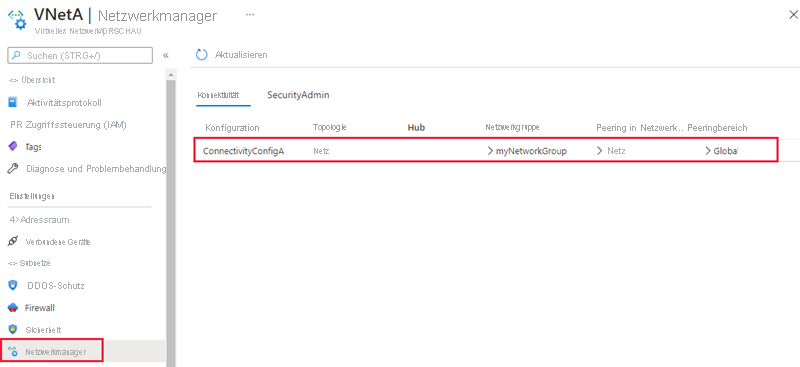 VNetA | Netzwerkmanager ...
Virtuelles Netzwerk/VORSCHAU
Suchen (STRG+/)
«
Aktualisieren
<> Übersicht
Aktivitätsprotokoll
PR Zugriffssteuerung (IAM)
Tags
Diagnose und Problembehandlung
Einstellungen
4>Adressraum
Verbundene Geräte
<> Subnetze
DDOS-Schutz
Firewall
Sicherheit
Netzwerkmanager
Konnektivität SecurityAdmin
Konfiguration Topologie Hub Netzwerkgruppe Peering in Netzwerk... Peeringbereich
ConnectivityConfigA Netz > myNetworkGroup > Netz > Global